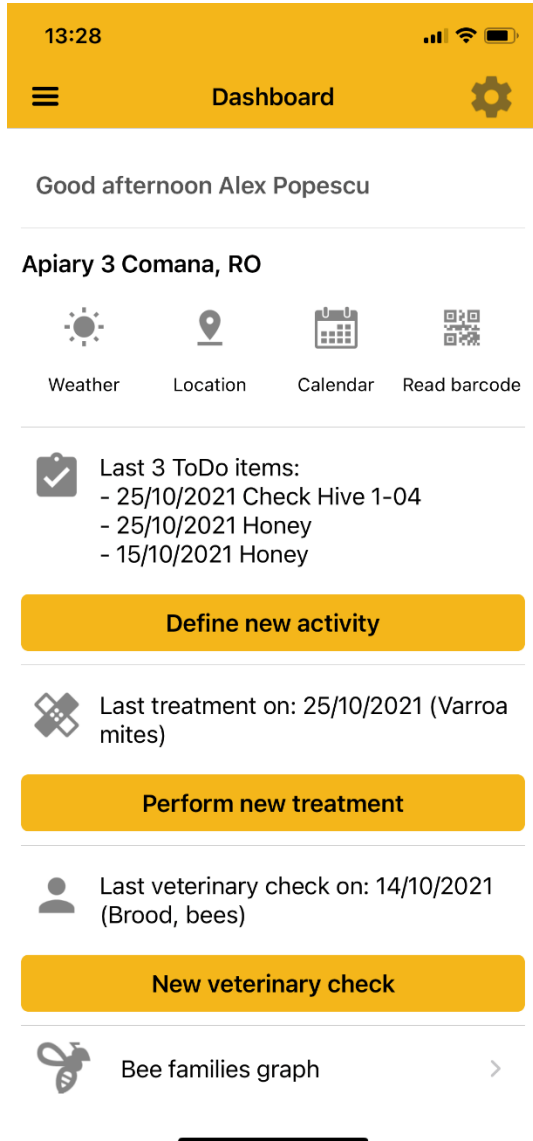 13:28
Dashboard
Good afternoon Alex Popescu
Apiary 3 Comana, RO
Weather Location Calendar Read barcode
Last 3 ToDo items:
- 25/10/2021 Check Hive 1-04
- 25/10/2021 Honey
- 15/10/2021 Honey
Define new activity
Last treatment on: 25/10/2021 (Varroa
mites)
Perform new treatment
Last veterinary check on: 14/10/2021
(Brood, bees)
New veterinary check
Bee families graph